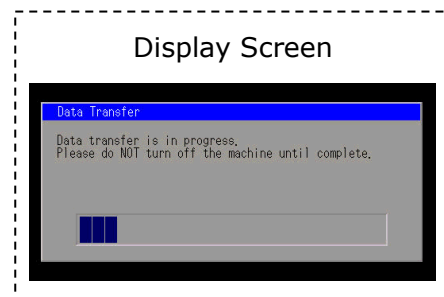 Display Screen
Data Transfer
Data transfer is in progress.
Please do NOT turn off the machine until complete.